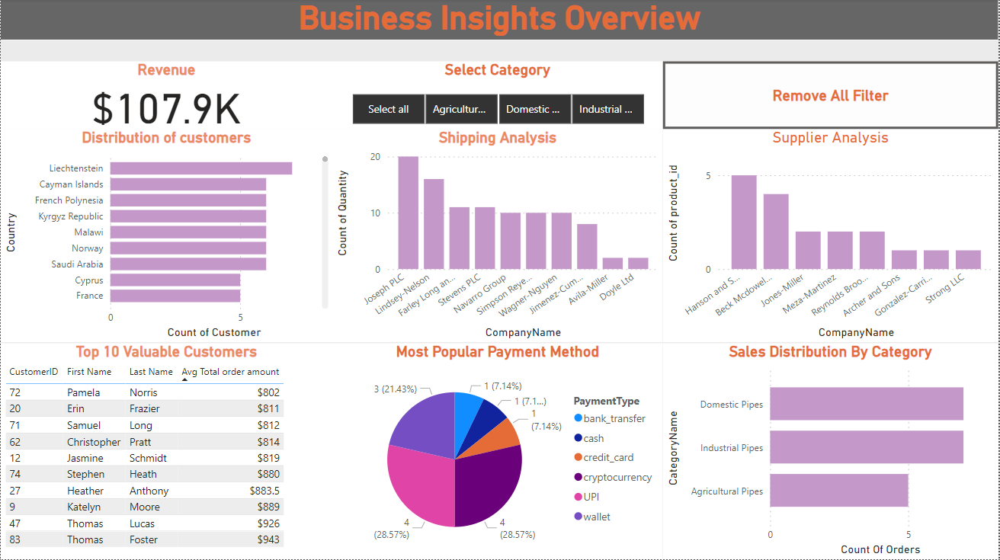 Business Insights Overview
Revenue
$107.9K
Select Category
Select all
Agricultur...
Domestic ...
Industrial ...
Remove All Filter
Distribution of customers
Country
Liechtenstein
Cayman Islands
French Polynesia
Kyrgyz Republic
Malawi
Norway
Saudi Arabia
Cyprus
France
0 5
Count of Customer
Shipping Analysis
Count of Quantity
20
10
0
Joseph PLC
Lindsey-Nelson
Farley Long an...
Stevens PLC
Navarro Group
Simpson Reye...
Wagner-Nguyen
Jimenez-Cum...
Avila-Miller
Doyle Ltd
CompanyName
Supplier Analysis
Count of product_id
5
0
Hanson and S...
Beck Mcdowel...
Jones-Miller
Meza-Martinez
Reynolds Broo...
Archer and Sons
Gonzalez-Carri...
Strong LLC
CompanyName
Top 10 Valuable Customers
CustomerID First Name Last Name Avg Total order amount
72 Pamela Norris $802
20 Erin Frazier $811
71 Samuel Long $812
62 Christopher Pratt $814
12 Jasmine Schmidt $819
74 Stephen Heath $880
27 Heather Anthony $883.5
9 Katelyn Moore $889
47 Thomas Lucas $926
83 Thomas Foster $943
Most Popular Payment Method
3 (21.43%)
1 (7.14%)
1 (7.1...)
1
(7.14%)
4
(28.57%)
4
(28.57%)
PaymentType
bank_transfer
cash
credit_card
cryptocurrency
UPI
wallet
Sales Distribution By Category
CategoryName
Domestic Pipes
Industrial Pipes
Agricultural Pipes
0 5
Count Of Orders